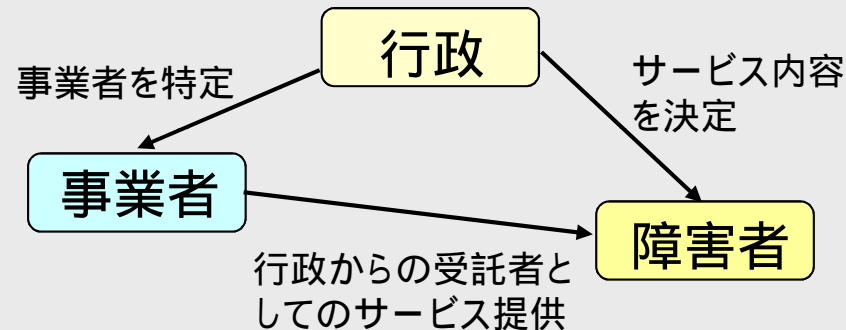 行政
事業者を特定
サービス内容
を決定
事業者
障害者
行政からの受託者と
してのサービス提供